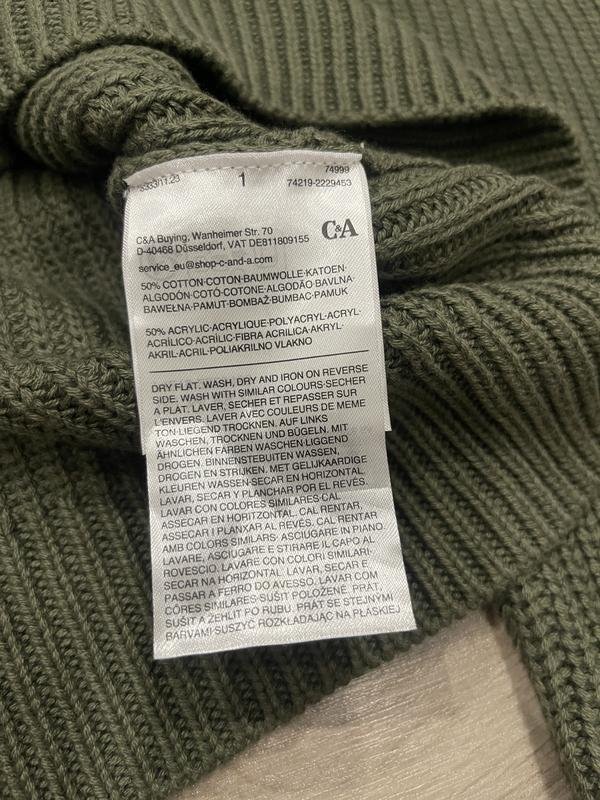 5333/11.23
1
74999
74219-2229453
C&A
C&A Buying, Wanheimer Str. 70
D-40468 Düsseldorf, VAT DE811809155
service_eu@shop-c-and-a.com
50% COTTON·COTON·BAUMWOLLE·KATOEN·
ALGODÓN·COTÓ·COTONE·ALGODÃO·BAVLNA·
BAWEŁNA·PAMUT·BOMBAŽ·BUMBAC·PAMUK
50% ACRYLIC·ACRYLIQUE·POLYACRYL·ACRYL·
ACRÍLICO·ACRÍLIC·FIBRA ACRILICA·AKRYL·
AKRIL·ACRIL·POLIAKRILNO VLAKNO
DRY FLAT. WASH, DRY AND IRON ON REVERSE
SIDE. WASH WITH SIMILAR COLOURS·SECHER
A PLAT. LAVER, SECHER ET REPASSER SUR
L'ENVERS. LAVER AVEC COULEURS DE MEME
TON·LIEGEND TROCKNEN. AUF LINKS
WASCHEN, TROCKNEN UND BÜGELN. MIT
ÄHNLICHEN FARBEN WASCHEN·LIGGEND
DROGEN. BINNENSTEBUITEN WASSEN,
DROGEN EN STRIJKEN. MET GELIJKAARDIGE
KLEUREN WASSEN·SECAR EN HORIZONTAL.
LAVAR, SECAR Y PLANCHAR POR EL REVÉS.
LAVAR CON COLORES SIMILARES·CAL
ASSECAR EN HORITZONTAL. CAL RENTAR,
ASSECAR I PLANXAR AL REVÉS. CAL RENTAR
AMB COLORS SIMILARS· ASCIUGARE IN PIANO.
LAVARE, ASCIUGARE E STIRARE IL CAPO AL
ROVESCIO. LAVARE CON COLORI SIMILARI·
SECAR NA HORIZONTAL. LAVAR, SECAR E
PASSAR A FERRO DO AVESSO. LAVAR COM
CÔRES SIMILARES·SUŠIT POLOŽENÉ. PRÁT,
SUŠIT A ŽEHLIT PO RUBU. PRÁT SE STEJNÝMI
BARVAMI·SUSZYĆ ROZKŁADAJĄC NA PŁASKIEJ